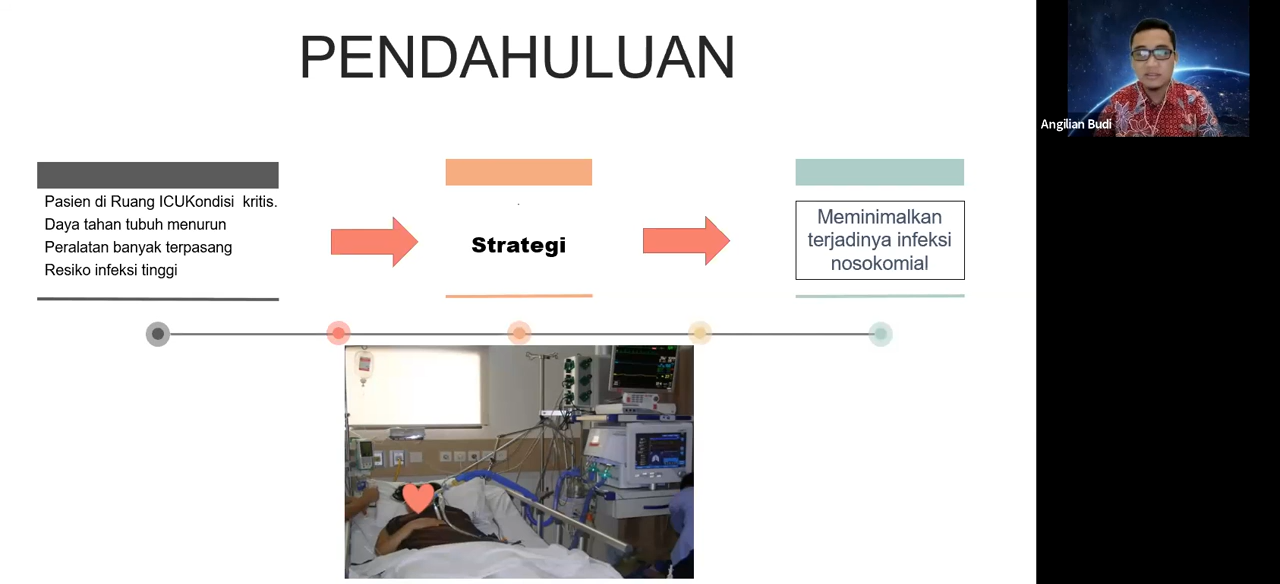 PENDAHULUAN
Pasien di Ruang ICUKondisi  kritis.
Daya tahan tubuh menurun
Peralatan banyak terpasang
Resiko infeksi tinggi
.
Strategi
Meminimalkan
terjadinya infeksi
nosokomial
Angilian Budi